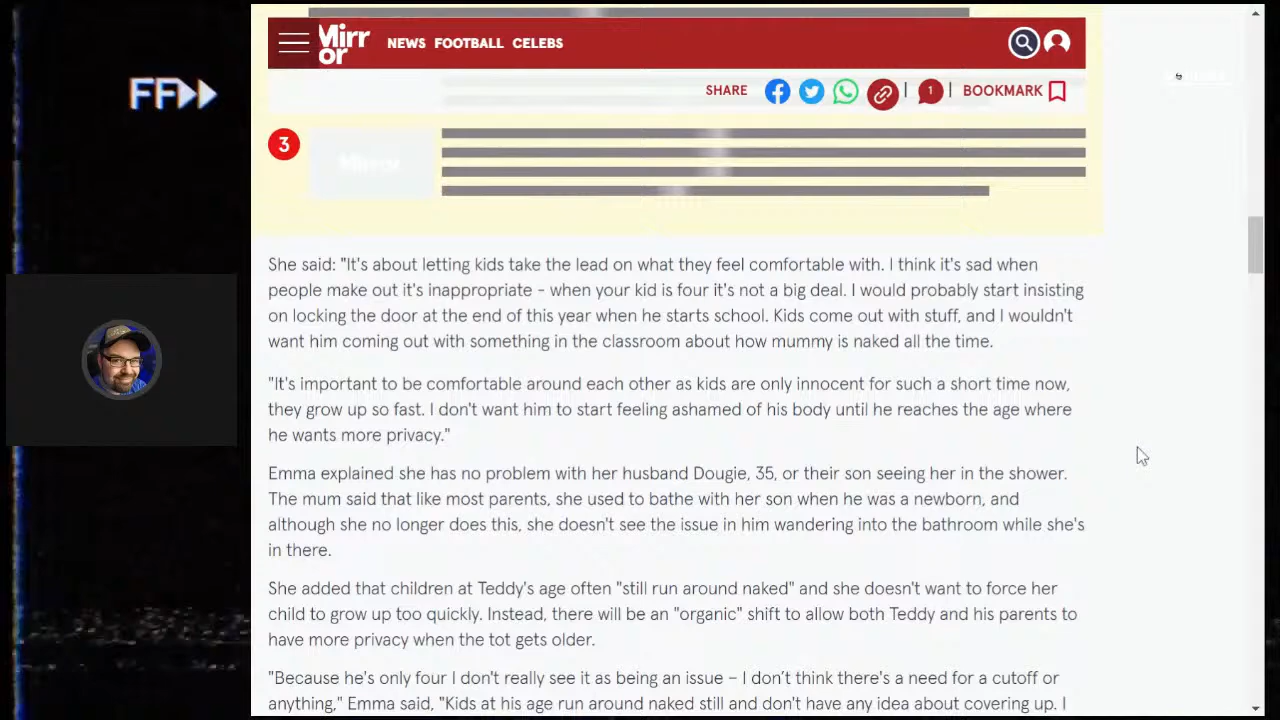 Mirr
or
NEWS FOOTBALL CELEBS
FF
SHARE
1
BOOKMARK
3
Mirror
She said: "It's about letting kids take the lead on what they feel comfortable with. I think it's sad when
people make out it's inappropriate - when your kid is four it's not a big deal. I would probably start insisting
on locking the door at the end of this year when he starts school. Kids come out with stuff, and I wouldn't
want him coming out with something in the classroom about how mummy is naked all the time.
"It's important to be comfortable around each other as kids are only innocent for such a short time now,
they grow up so fast. I don't want him to start feeling ashamed of his body until he reaches the age where
he wants more privacy."
Emma explained she has no problem with her husband Dougie, 35, or their son seeing her in the shower.
The mum said that like most parents, she used to bathe with her son when he was a newborn, and
although she no longer does this, she doesn't see the issue in him wandering into the bathroom while she's
in there.
She added that children at Teddy's age often "still run around naked" and she doesn't want to force her
child to grow up too quickly. Instead, there will be an "organic" shift to allow both Teddy and his parents to
have more privacy when the tot gets older.
"Because he's only four I don't really see it as being an issue – I don’t think there's a need for a cutoff or
anything," Emma said, "Kids at his age run around naked still and don't have any idea about covering up. I